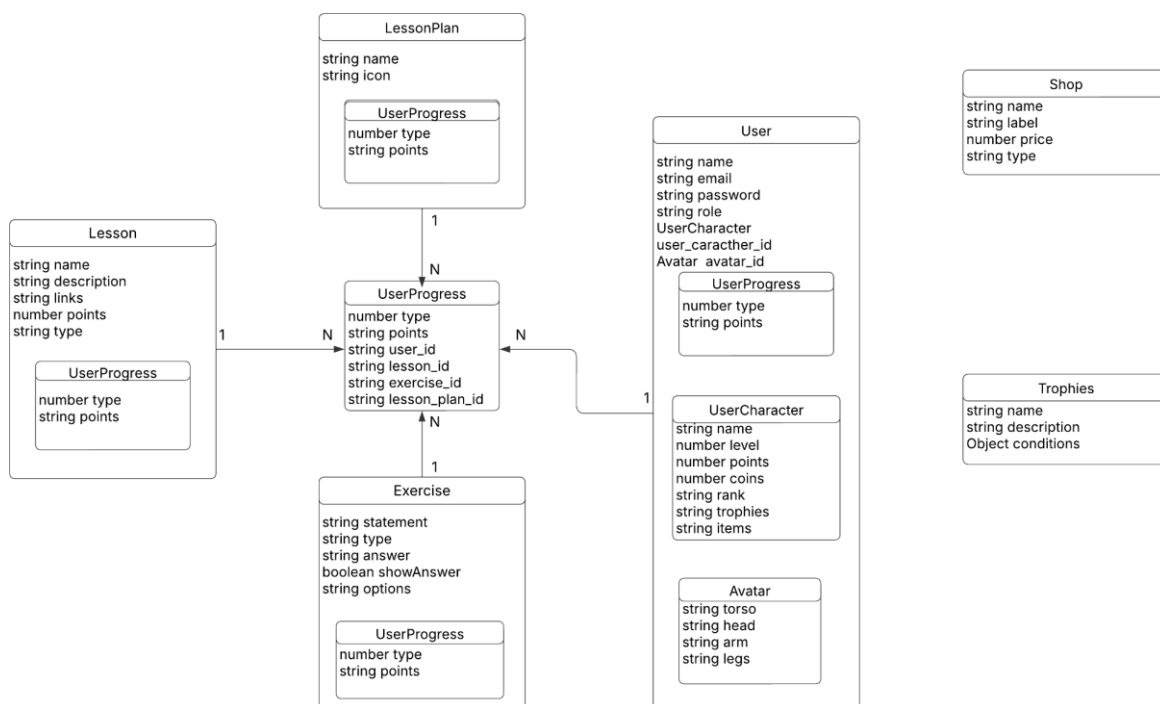 LessonPlan
string name
string icon
UserProgress
number type
string points
1
N
Lesson
string name
string description
string links
number points
string type
UserProgress
number type
string points
1
N
UserProgress
number type
string points
string user_id
string lesson_id
string exercise_id
string lesson_plan_id
N
1
N
1
Exercise
string statement
string type
string answer
boolean showAnswer
string options
UserProgress
number type
string points
User
string name
string email
string password
string role
UserCharacter
user_caracther_id
Avatar avatar_id
UserProgress
number type
string points
UserCharacter
string name
number level
number points
number coins
string rank
string trophies
string items
Avatar
string torso
string head
string arm
string legs
Shop
string name
string label
number price
string type
Trophies
string name
string description
Object conditions